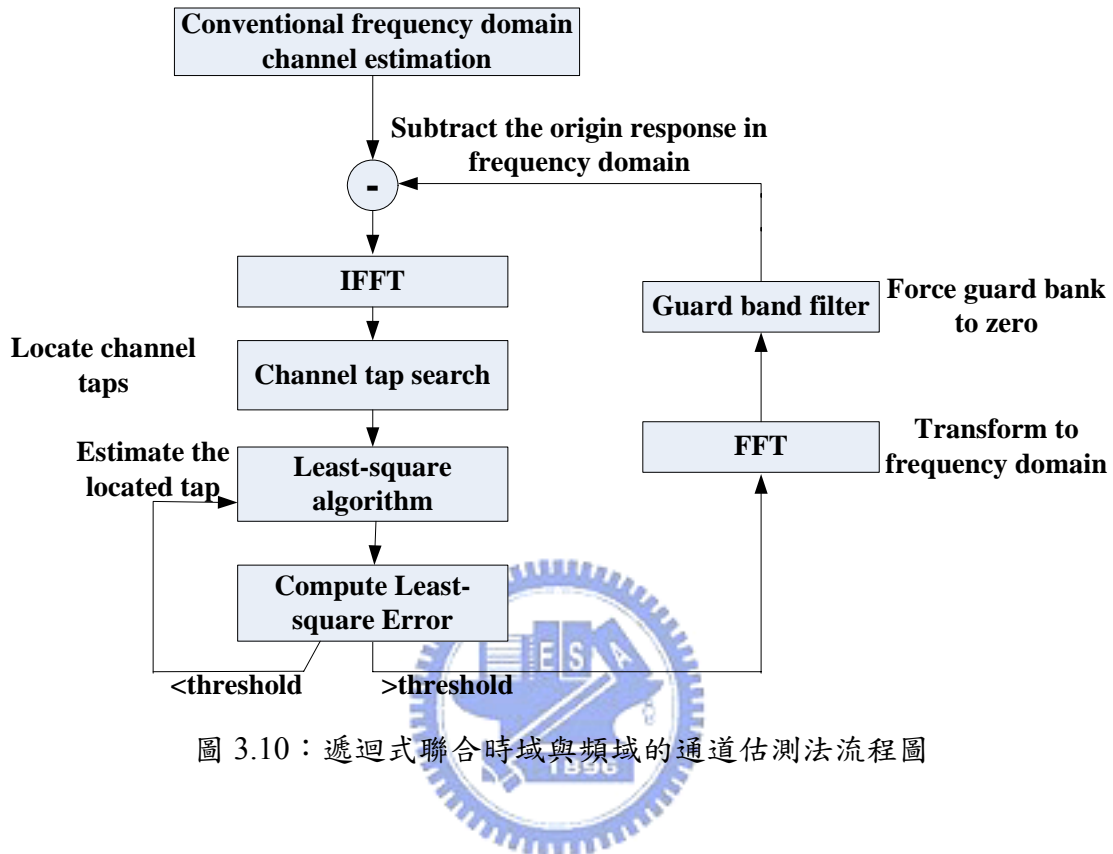 Conventional frequency domain
channel estimation
Subtract the origin response in
frequency domain
-
IFFT
Guard band filter
Force guard bank
to zero
Locate channel
taps
Channel tap search
Estimate the
located tap
Least-square
algorithm
FFT
Transform to
frequency domain
Compute Least-
square Error
<threshold
>threshold
E S A
圖 3.10：遞迴式聯合時域與頻域的通道估測法流程圖
1896